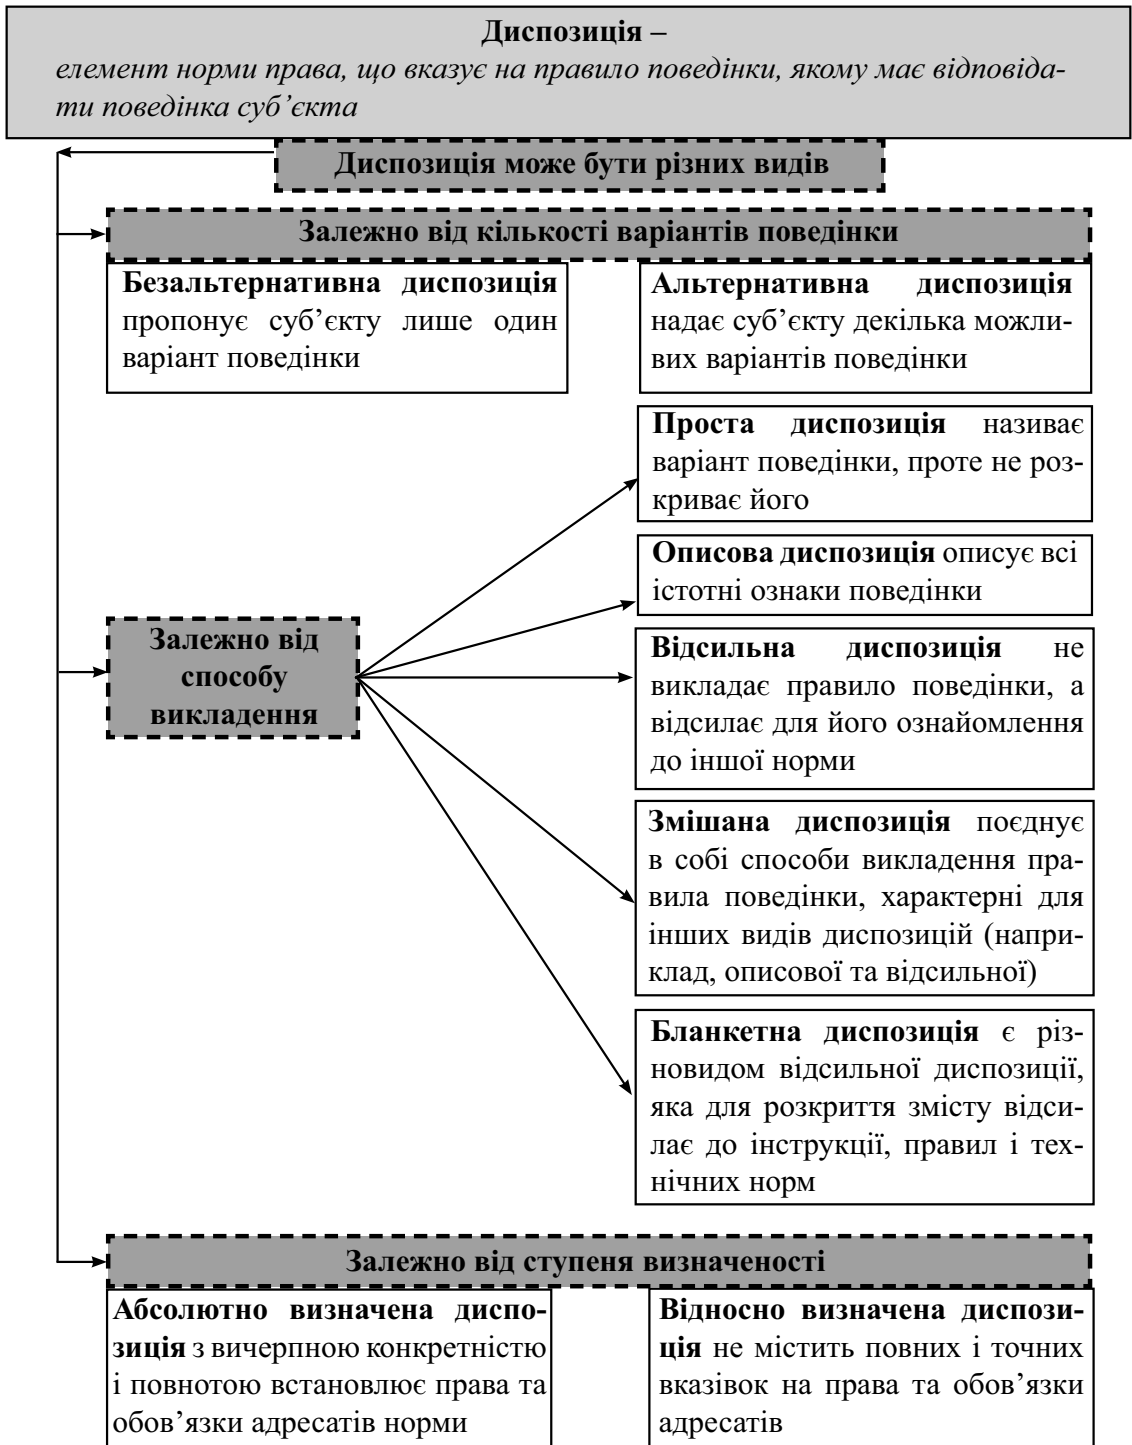 Диспозиція –
елемент норми права, що вказує на правило поведінки, якому має відповіда-
ти поведінка суб’єкта
Диспозиція може бути різних видів
Залежно від кількості варіантів поведінки
Безальтернативна диспозиція
пропонує суб’єкту лише один
варіант поведінки
Альтернативна диспозиція
надає суб’єкту декілька можли-
вих варіантів поведінки
Проста диспозиція називає
варіант поведінки, проте не роз-
криває його
Описова диспозиція описує всі
істотні ознаки поведінки
Залежно від
способу
викладення
Відсильна диспозиція не
викладає правило поведінки, а
відсилає для його ознайомлення
до іншої норми
Змішана диспозиція поєднує
в собі способи викладення пра-
вила поведінки, характерні для
інших видів диспозицій (напри-
клад, описової та відсильної)
Бланкетна диспозиція є різ-
новидом відсильної диспозиції,
яка для розкриття змісту відси-
лає до інструкції, правил і тех-
нічних норм
Залежно від ступеня визначеності
Абсолютно визначена диспо-
зиція з вичерпною конкретністю
і повнотою встановлює права та
обов’язки адресатів норми
Відносно визначена диспози-
ція не містить повних і точних
вказівок на права та обов’язки
адресатів